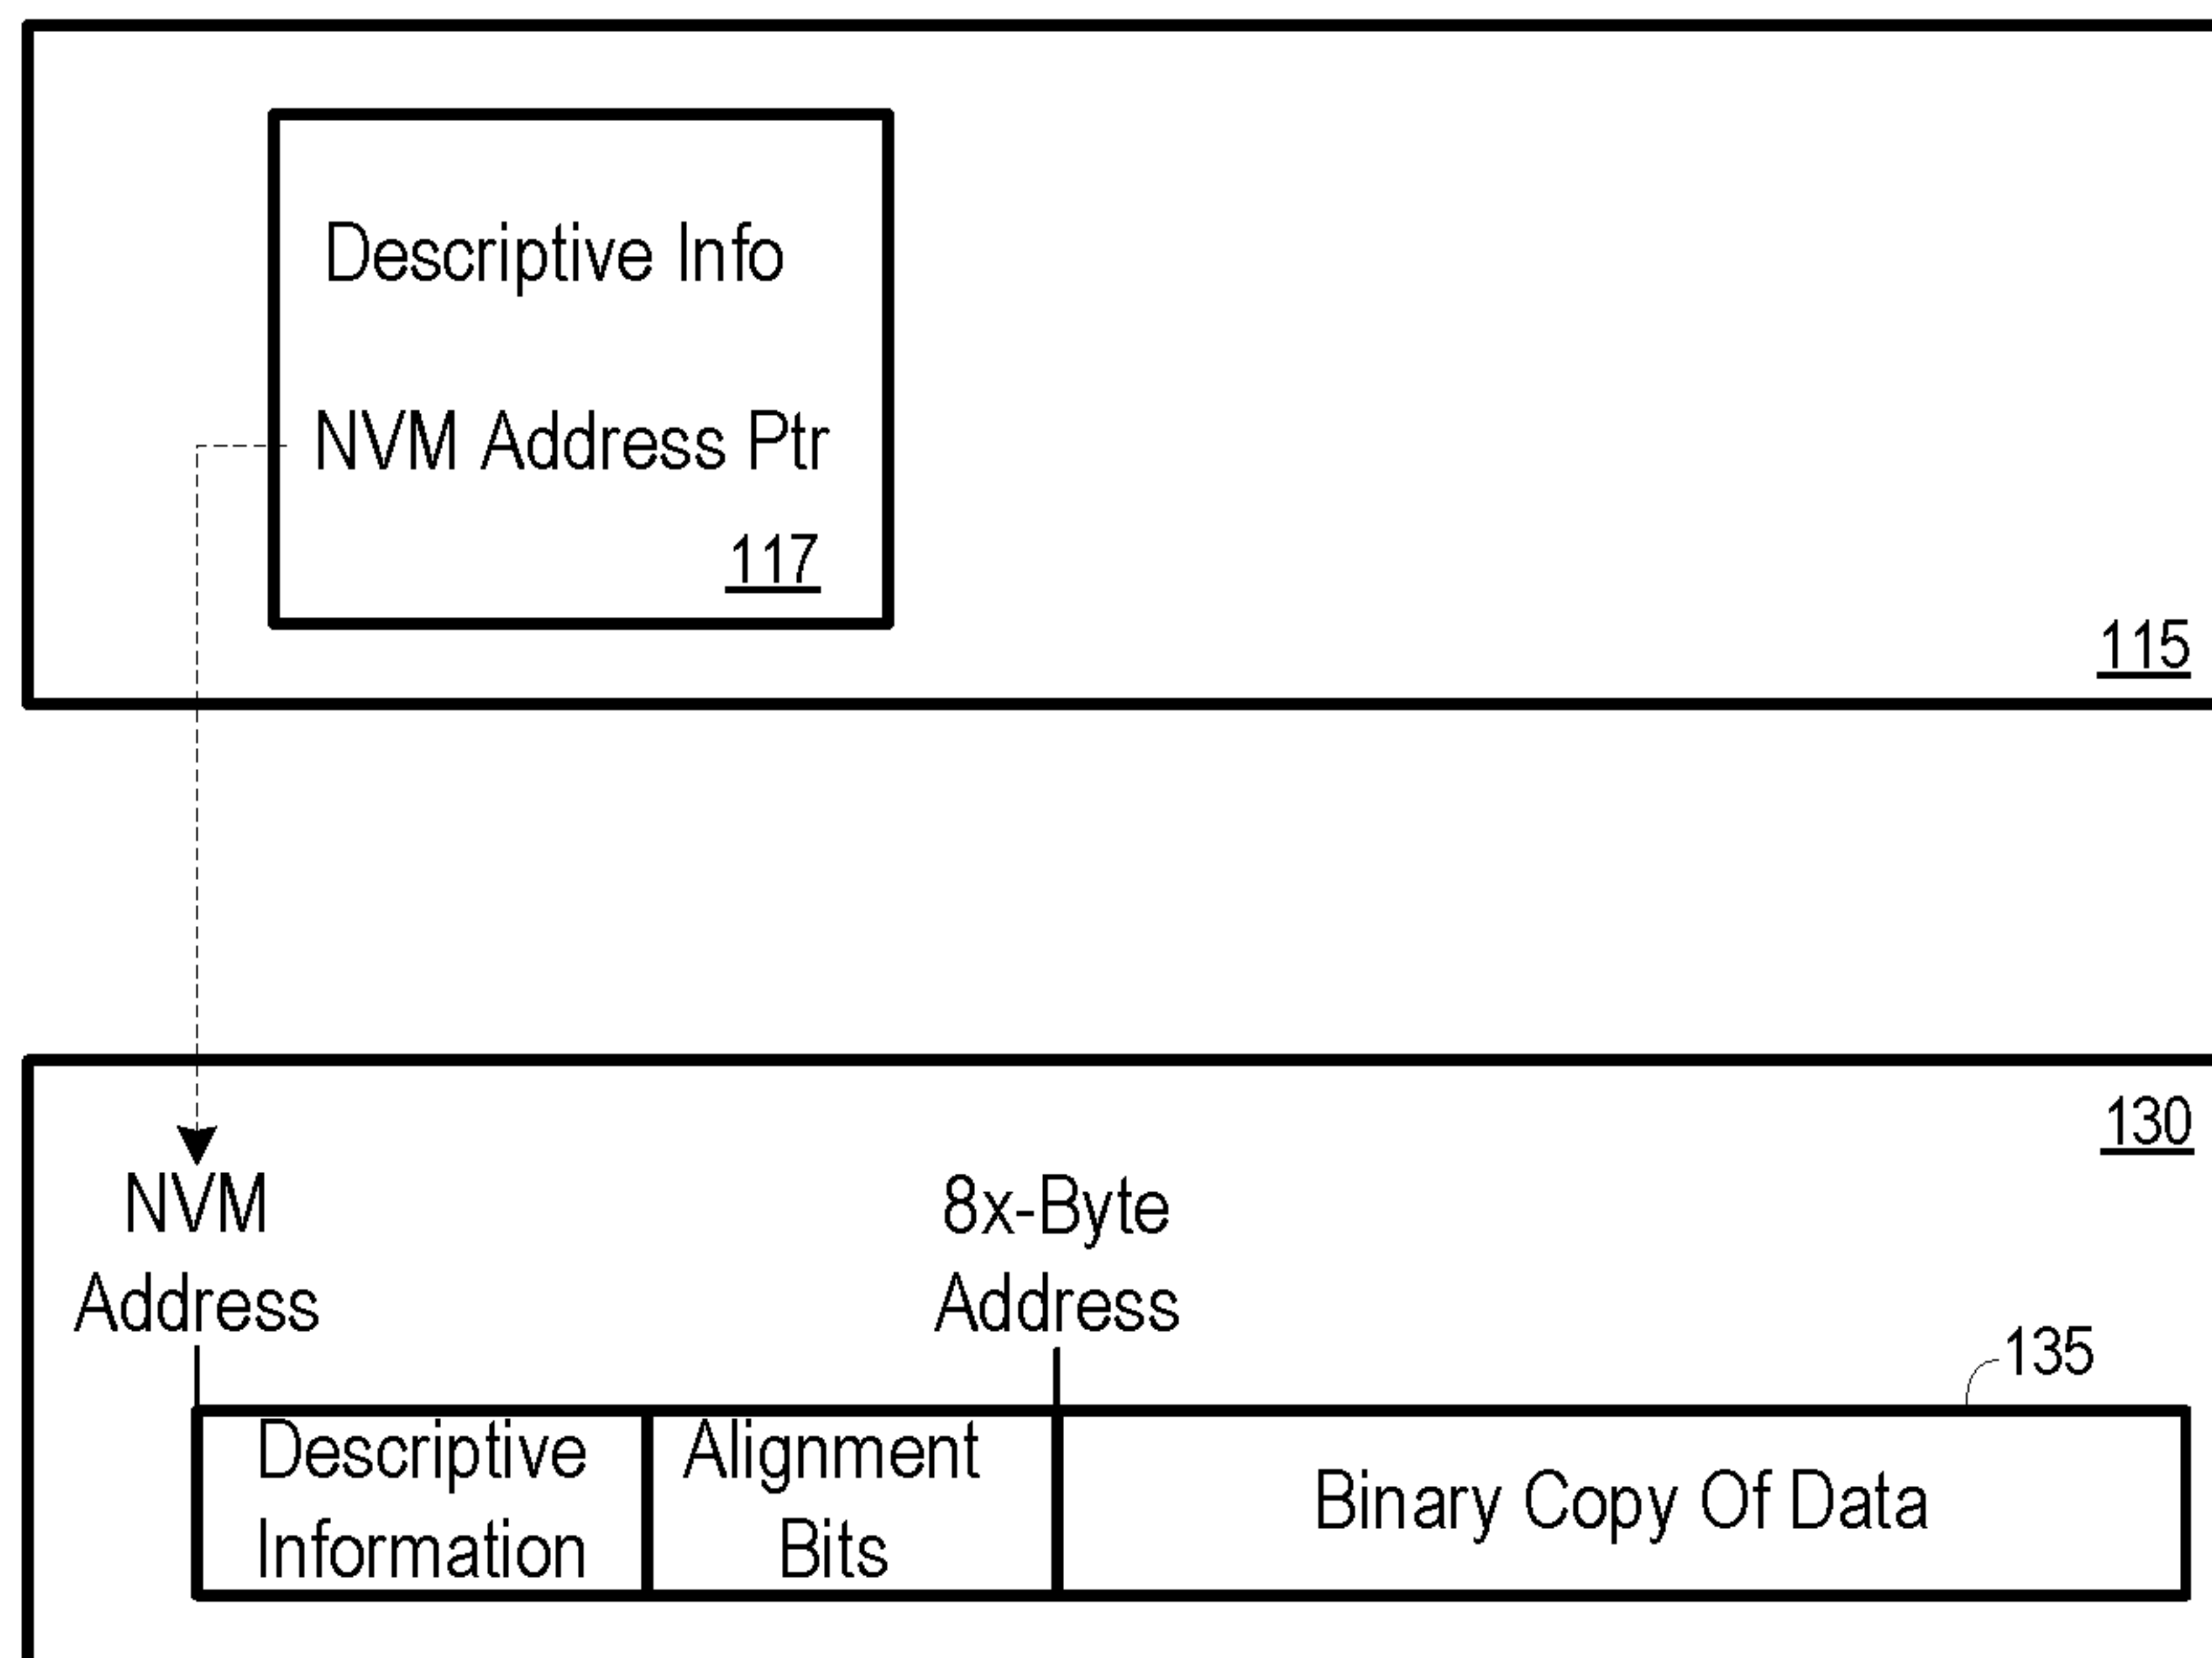 Descriptive Info
NVM Address Ptr
117
115
130
NVM
Address
8x-Byte
Address
135
Descriptive
Information
Alignment
Bits
Binary Copy Of Data